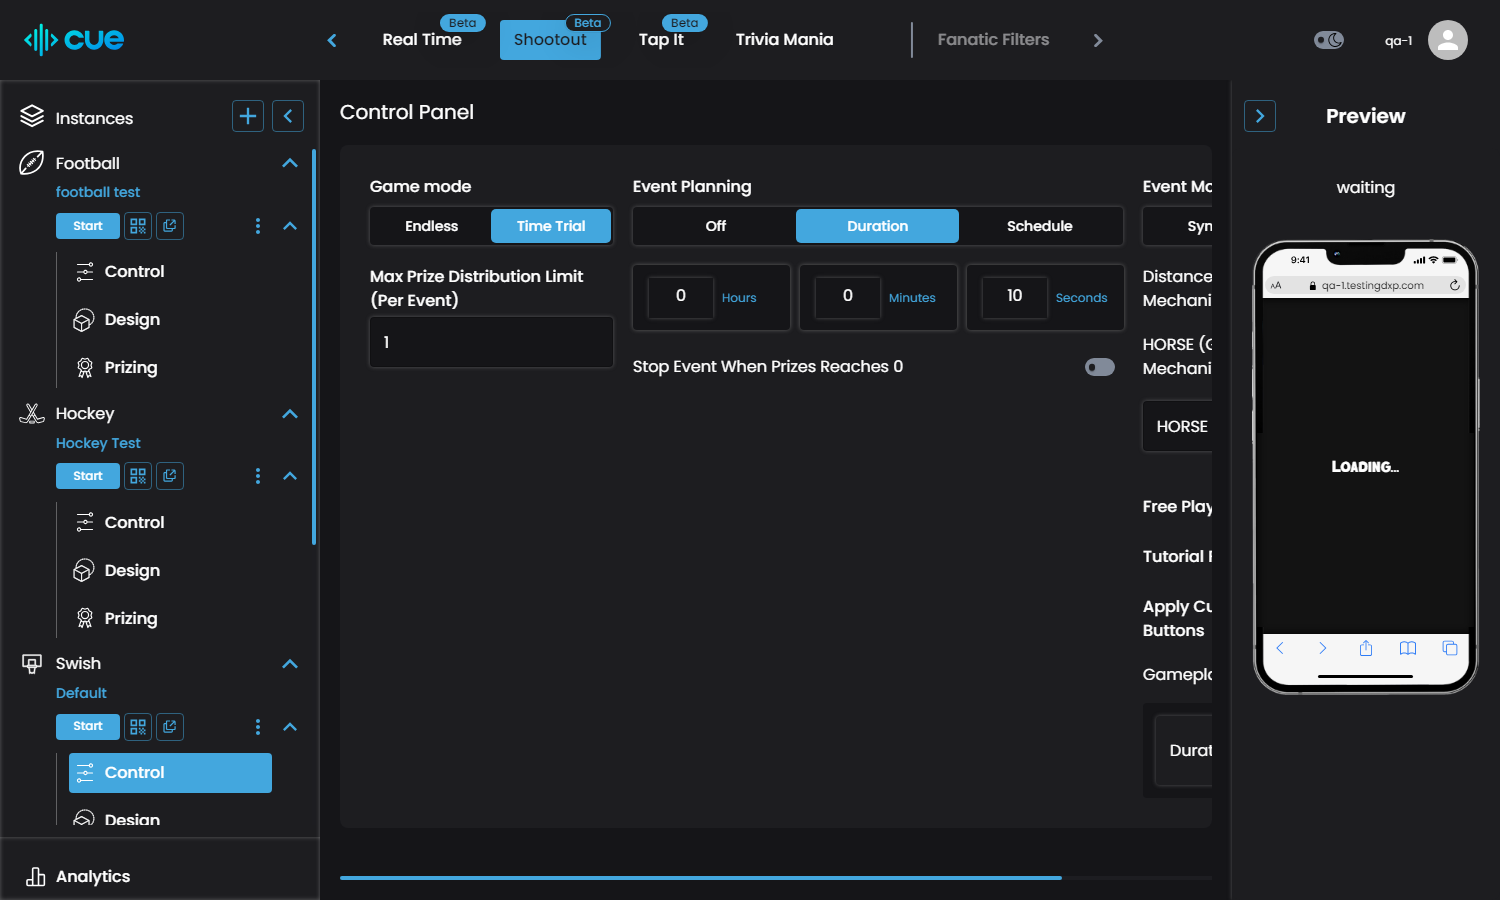 cue
Real Time
Beta
Shootout
Beta
Tap It
Beta
Trivia Mania
Fanatic Filters
qa-1
Instances
Football
football test
Start
Control
Design
Prizing
Hockey
Hockey Test
Start
Control
Design
Prizing
Swish
Default
Start
Control
Design
Analytics
Control Panel
Game mode
Endless
Time Trial
Max Prize Distribution Limit
(Per Event)
1
Event Planning
Off
Duration
Schedule
0
Hours
0
Minutes
10
Seconds
Stop Event When Prizes Reaches 0
Event Mo
Syn
Distance
Mechani
HORSE (G
Mechani
HORSE
Free Play
Tutorial
Apply Cu
Buttons
Gamepla
Durat
Preview
waiting
9:41
AA
qa-1.testingdxp.com
Loading...